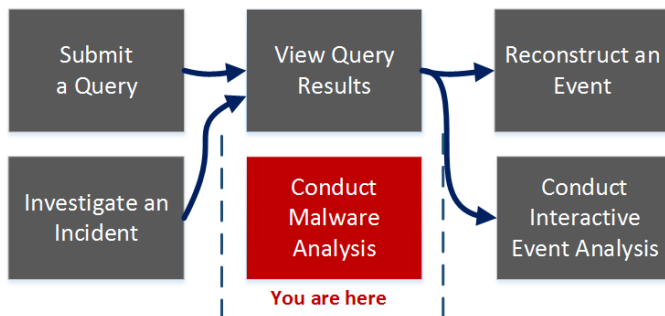 Submit
a Query
View Query
Results
Reconstruct an
Event
Investigate an
Incident
Conduct
Malware
Analysis
Conduct
Interactive
Event Analysis
You are here